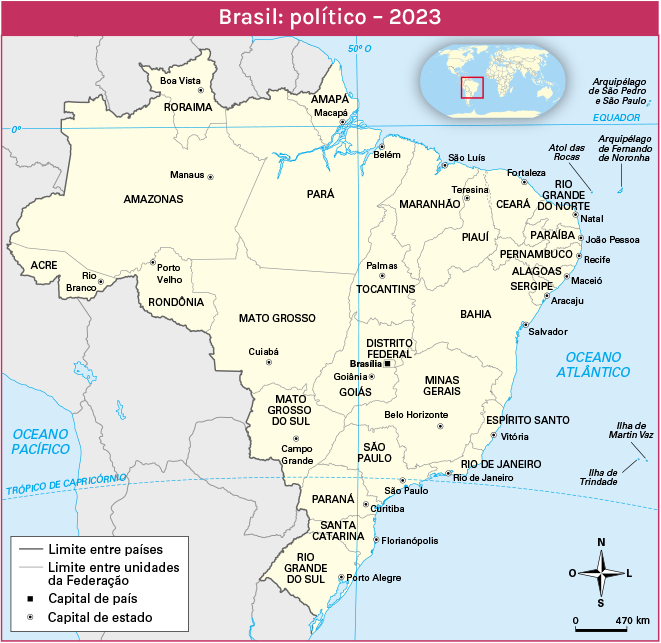 Brasil: político – 2023
50° O
Boa Vista
RORAIMA
AMAPÁ
Macapá
Arquipélago
de São Pedro
e São Paulo
EQUADOR
0°
Belém
São Luís
Atol das
Rocas
Arquipélago
de Fernando
de Noronha
Manaus
AMAZONAS
PARÁ
MARANHÃO
Teresina
Fortaleza
CEARÁ
RIO
GRANDE
DO NORTE
Natal
PARAÍBA
João Pessoa
PIAUÍ
PERNAMBUCO
Recife
ACRE
Rio
Branco
Porto
Velho
RONDÔNIA
Palmas
TOCANTINS
ALAGOAS
Maceió
SERGIPE
Aracaju
MATO GROSSO
BAHIA
Salvador
Cuiabá
DISTRITO
FEDERAL
Brasília
Goiânia
GOIÁS
MINAS
GERAIS
Belo Horizonte
OCEANO
ATLÂNTICO
MATO
GROSSO
DO SUL
Campo
Grande
ESPÍRITO SANTO
Vitória
OCEANO
PACÍFICO
SÃO
PAULO
São Paulo
RIO DE JANEIRO
Rio de Janeiro
Ilha de
Martin Vaz
Ilha de
Trindade
TRÓPICO DE CAPRICÓRNIO
PARANÁ
Curitiba
SANTA
CATARINA
Florianópolis
RIO
GRANDE
DO SUL
Porto Alegre
Limite entre países
Limite entre unidades
da Federação
Capital de país
Capital de estado
N
O
L
S
0
470 km